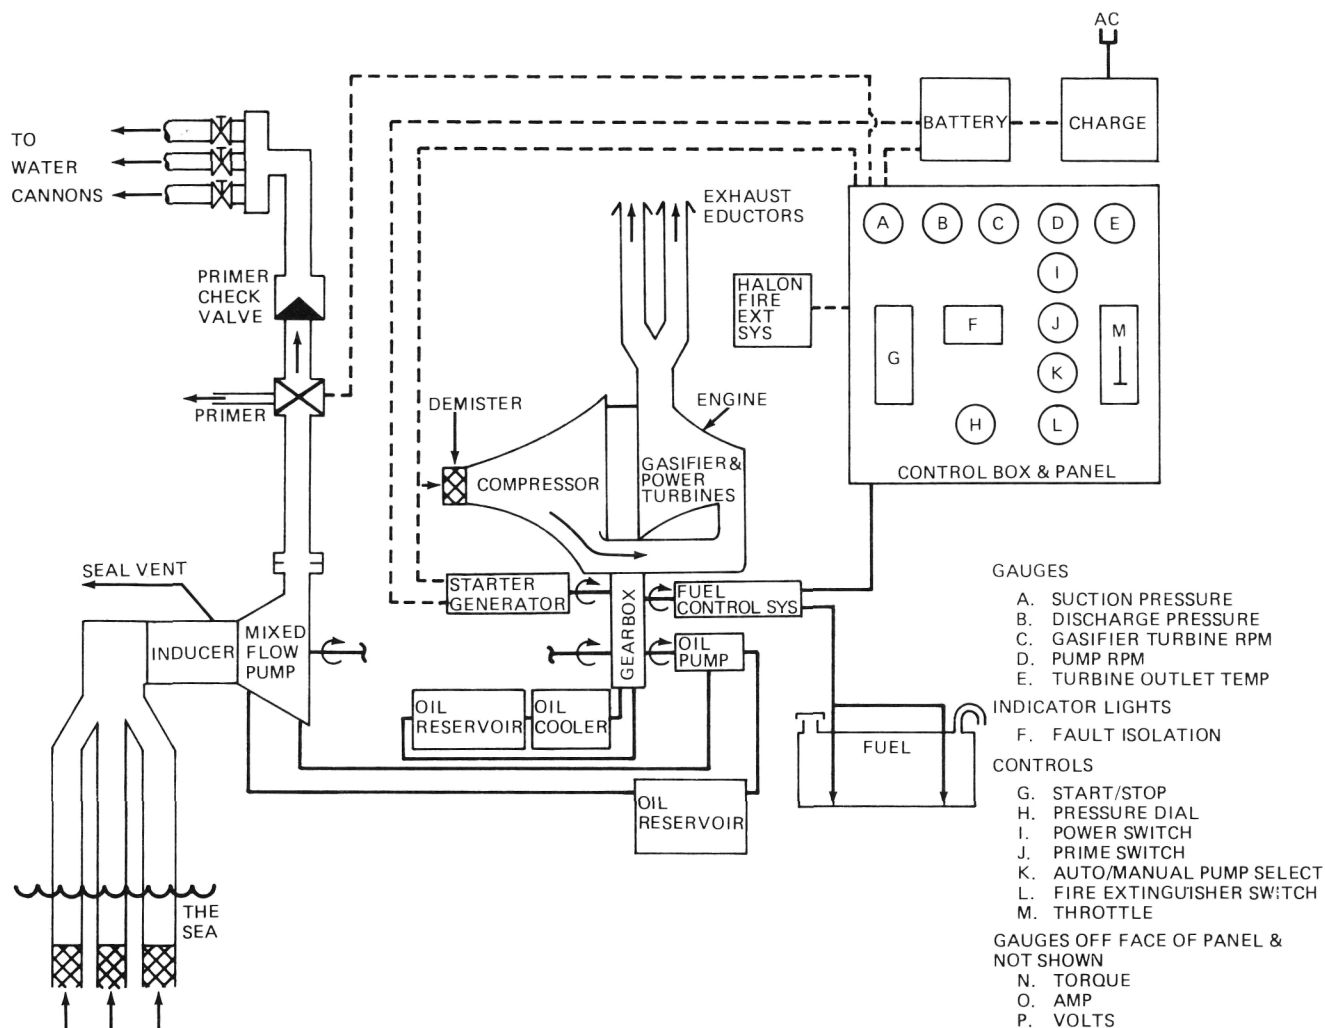 AC
BATTERY
CHARGE
TO
WATER
CANNONS
EXHAUST
EDUCTORS
A
B
C
D
E
PRIMER
CHECK
VALVE
HALON
FIRE
EXT
SYS
I
F
J
M
G
K
PRIMER
DEMISTER
ENGINE
H
L
CONTROL BOX & PANEL
COMPRESSOR
GASIFIER &
POWER
TURBINES
SEAL VENT
STARTER
GENERATOR
GEARBOX
FUEL
CONTROL SYS
INDUCER
MIXED
FLOW
PUMP
OIL
PUMP
OIL
RESERVOIR
OIL
COOLER
FUEL
OIL
RESERVOIR
THE
SEA
GAUGES
A. SUCTION PRESSURE
B. DISCHARGE PRESSURE
C. GASIFIER TURBINE RPM
D. PUMP RPM
E. TURBINE OUTLET TEMP
INDICATOR LIGHTS
F. FAULT ISOLATION
CONTROLS
G. START/STOP
H. PRESSURE DIAL
I. POWER SWITCH
J. PRIME SWITCH
K. AUTO/MANUAL PUMP SELECT
L. FIRE EXTINGUISHER SWITCH
M. THROTTLE
GAUGES OFF FACE OF PANEL &
NOT SHOWN
N. TORQUE
O. AMP
P. VOLTS